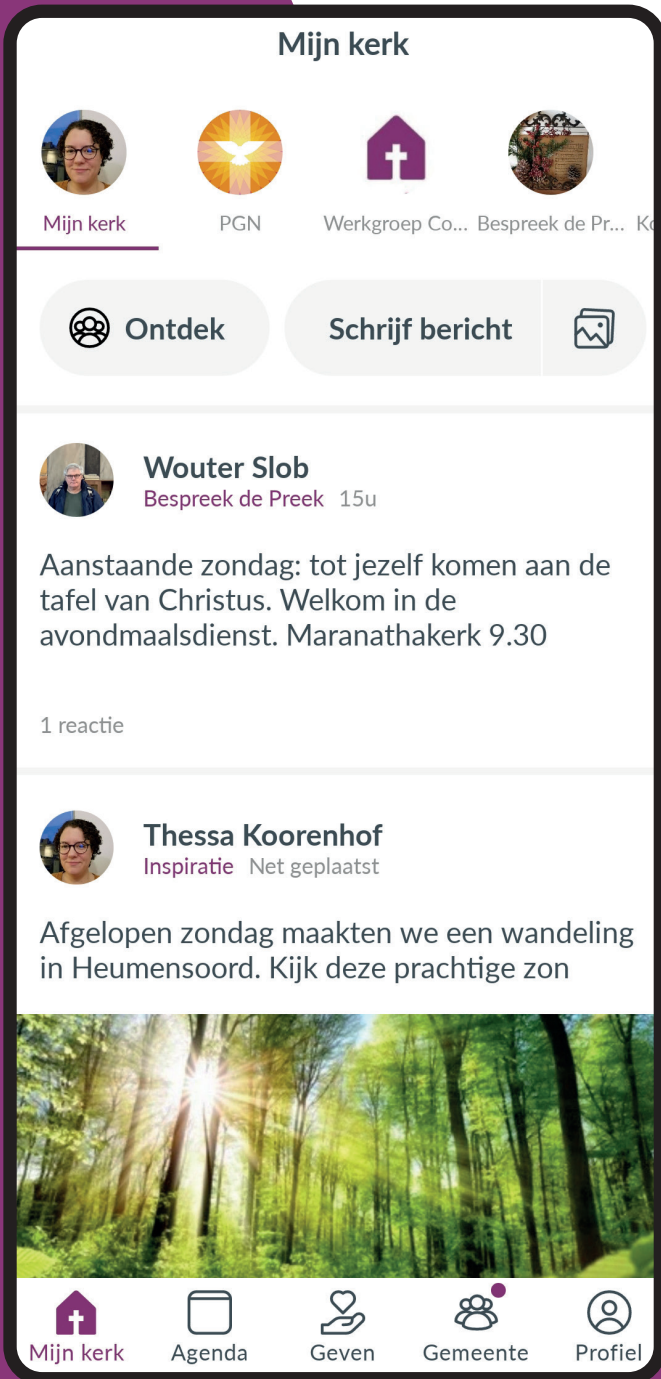 Mijn kerk
Mijn kerk
PGN
Werkgroep Co...
Bespreek de Pr...
Ontdek
Schrijf bericht
Wouter Slob
Bespreek de Preek 15u
Aanstaande zondag: tot jezelf komen aan de
tafel van Christus. Welkom in de
avondmaalsdienst. Maranathakerk 9.30
1 reactie
Thessa Koorenhof
Inspiratie Net geplaatst
Afgelopen zondag maakten we een wandeling
in Heumensoord. Kijk deze prachtige zon
Mijn kerk
Agenda
Geven
Gemeente
Profiel